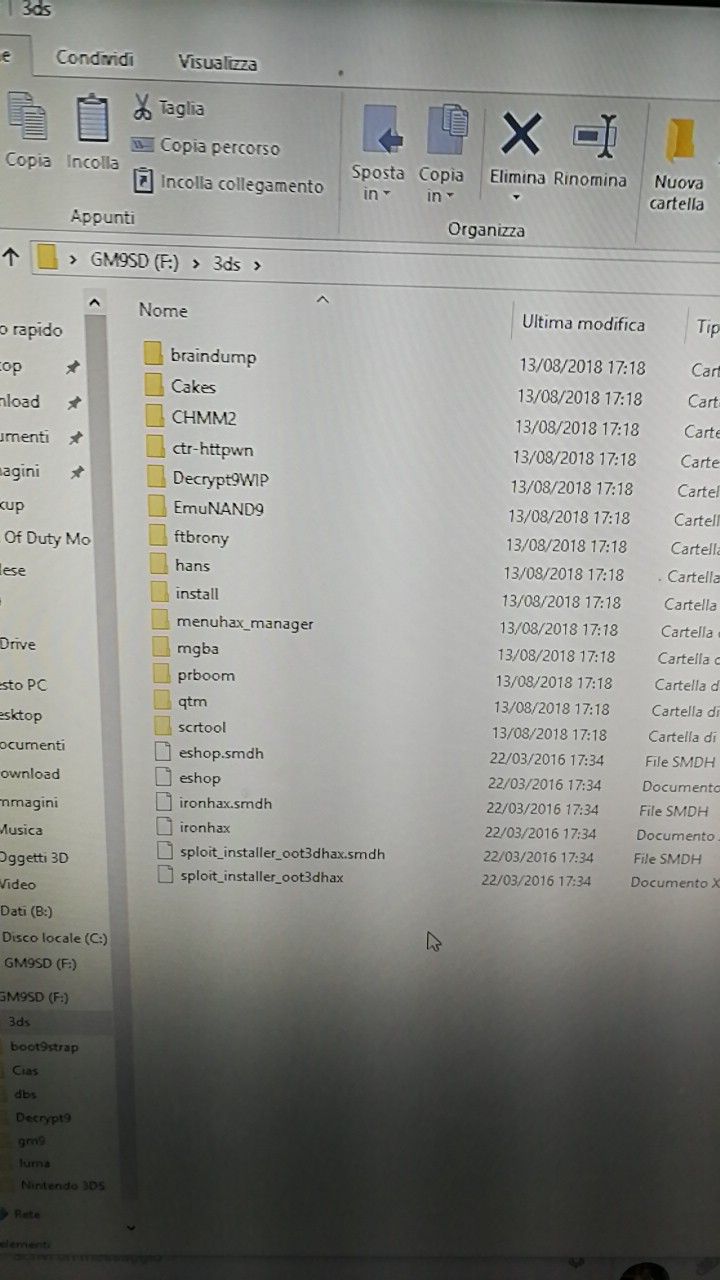 3ds
e Condividi Visualizza
Taglia
Copia percorso
Incolla collegamento
Copia Incolla
Appunti
Sposta in
Copia in
Elimina Rinomina
Organizza
Nuova cartella
GM9SD (F:) > 3ds >
Nome Ultima modifica Tip
braindump 13/08/2018 17:18 Cart
Cakes 13/08/2018 17:18 Cart
CHMM2 13/08/2018 17:18 Carte
ctr-httpwn 13/08/2018 17:18 Carte
Decrypt9WIP 13/08/2018 17:18 Cartel
EmuNAND9 13/08/2018 17:18 Cartell
ftbrony 13/08/2018 17:18 Cartella
hans 13/08/2018 17:18 Cartella
install 13/08/2018 17:18 Cartella
menuhax_manager 13/08/2018 17:18 Cartella
mgba 13/08/2018 17:18 Cartella c
prboom 13/08/2018 17:18 Cartella d
qtm 13/08/2018 17:18 Cartella di
scrtool 13/08/2018 17:18 Cartella di
eshop.smdh 22/03/2016 17:34 File SMDH
eshop 22/03/2016 17:34 Documento
ironhax.smdh 22/03/2016 17:34 File SMDH
ironhax 22/03/2016 17:34 Documento
sploit_installer_oot3dhax.smdh 22/03/2016 17:34 File SMDH
sploit_installer_oot3dhax 22/03/2016 17:34 Documento X
o rapido
top
nload
umenti
nagini
kup
Of Duty Mo
lese
Drive
esto PC
esktop
ocumenti
ownload
mmagini
Musica
Oggetti 3D
Video
Dati (B:)
Disco locale (C:)
GM9SD (F:)
GM9SD (F:)
3ds
boot9strap
Cias
dbs
Decrypt9
gm9
luma
Nintendo 3DS
Rete
elementi